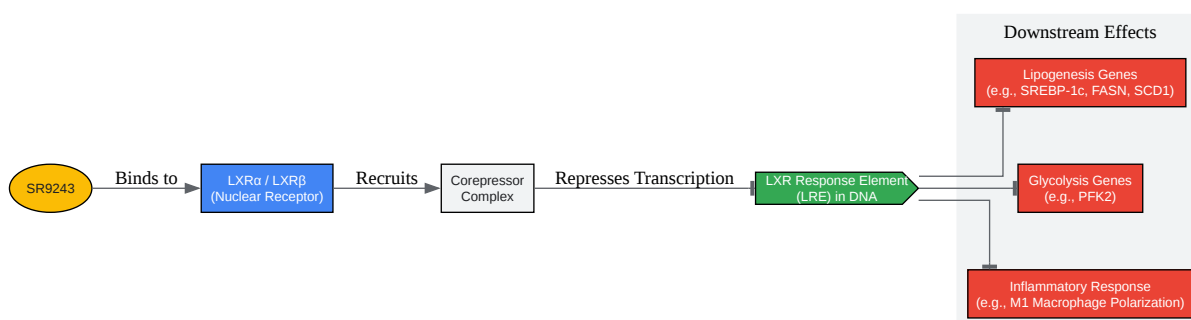 SR9243
Binds to
LXRα / LXRβ
(Nuclear Receptor)
Recruits
Corepressor
Complex
Represses Transcription
LXR Response Element
(LRE) in DNA
Downstream Effects
Lipogenesis Genes
(e.g., SREBP-1c, FASN, SCD1)
Glycolysis Genes
(e.g., PFK2)
Inflammatory Response
(e.g., M1 Macrophage Polarization)